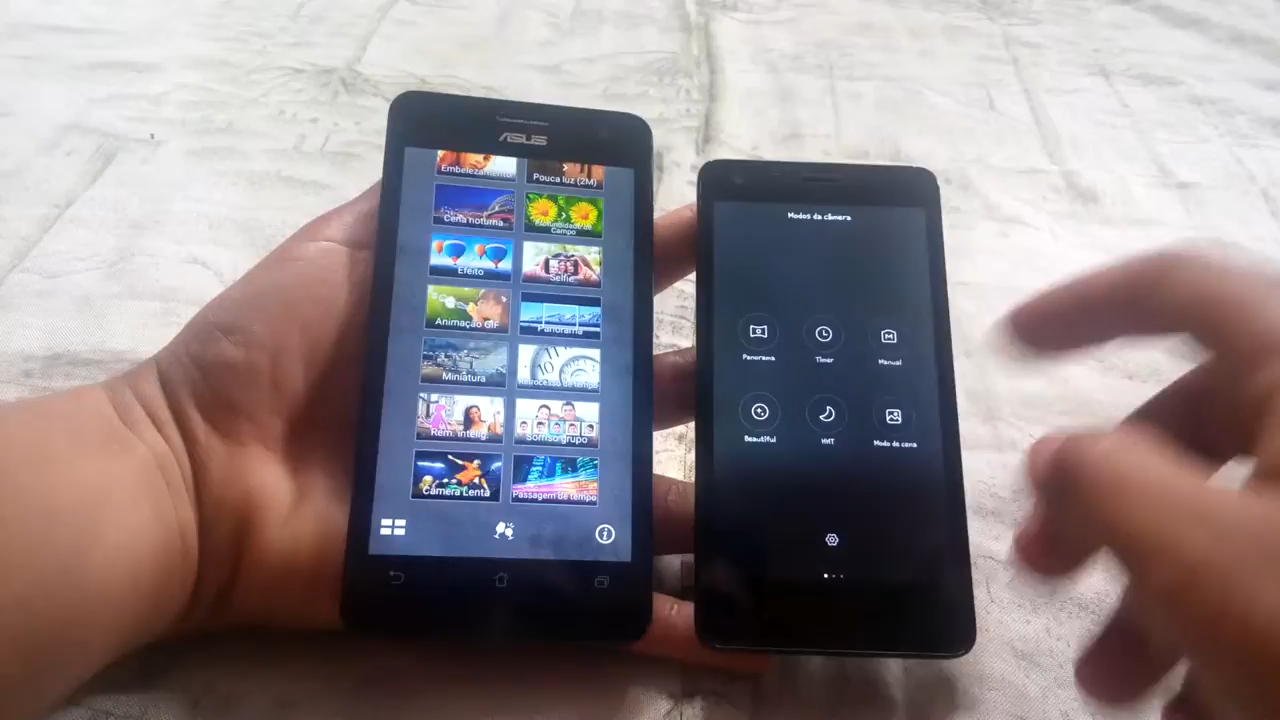 ASUS
Embelezamento
Pouca luz (2M)
Cena noturna
Profundidade de
Campo
Efeito
Selfie
Animação GIF
Panorama
Miniatura
Retrocesso de tempo
Rem. intelig.
Sorriso grupo
Câmera Lenta
Passagem de tempo
Modos da câmera
Panorama
Timer
Manual
Beautiful
HHT
Modo de cena